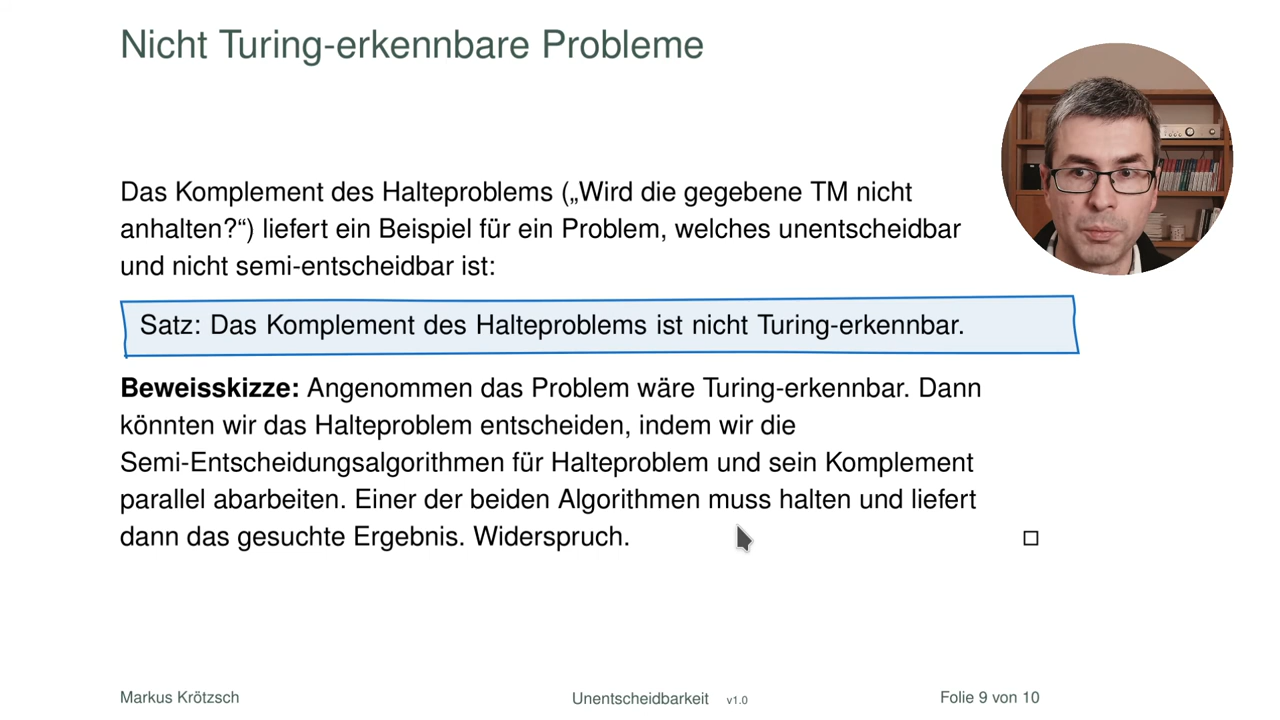 Nicht Turing-erkennbare Probleme
Das Komplement des Halteproblems („Wird die gegebene TM nicht
anhalten?“) liefert ein Beispiel für ein Problem, welches unentscheidbar
und nicht semi-entscheidbar ist:
Satz: Das Komplement des Halteproblems ist nicht Turing-erkennbar.
Beweisskizze: Angenommen das Problem wäre Turing-erkennbar. Dann
könnten wir das Halteproblem entscheiden, indem wir die
Semi-Entscheidungsalgorithmen für Halteproblem und sein Komplement
parallel abarbeiten. Einer der beiden Algorithmen muss halten und liefert
dann das gesuchte Ergebnis. Widerspruch. □
Markus Krötzsch Unentscheidbarkeit v1.0 Folie 9 von 10